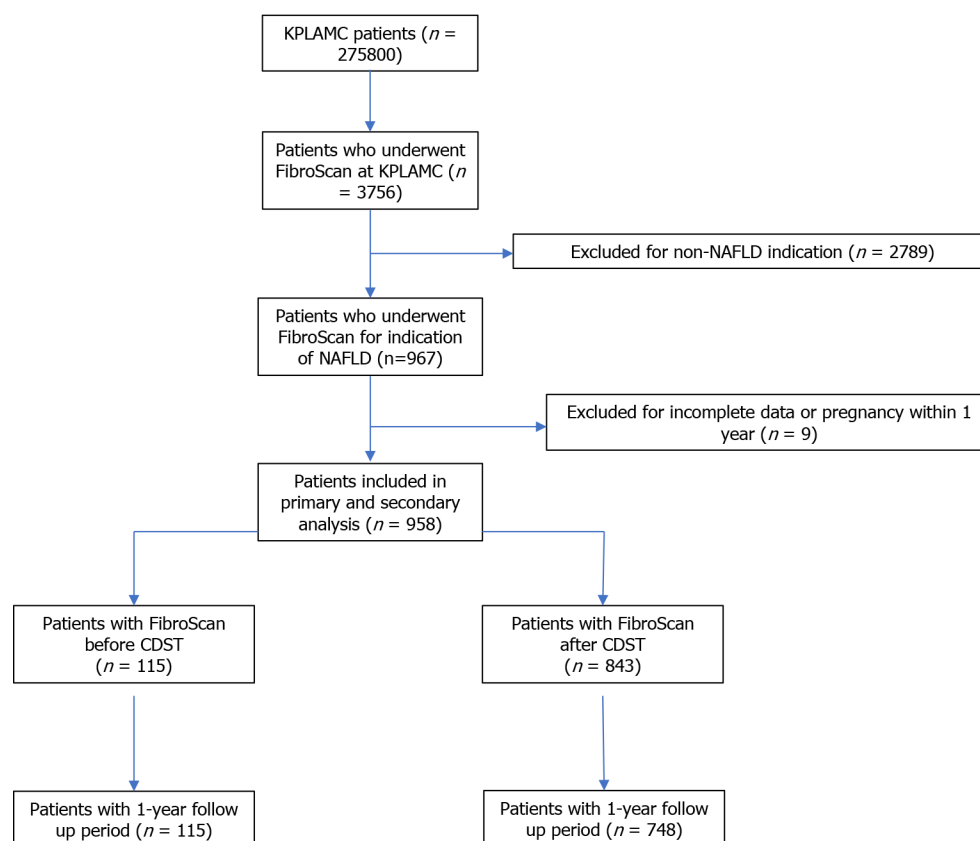 KPLAMC patients (n =
275800)
Patients who underwent
FibroScan at KPLAMC (n
= 3756)
Excluded for non-NAFLD indication (n = 2789)
Patients who underwent
FibroScan for indication
of NAFLD (n=967)
Excluded for incomplete data or pregnancy within 1
year (n = 9)
Patients included in
primary and secondary
analysis (n = 958)
Patients with FibroScan
before CDST
(n = 115)
Patients with FibroScan
after CDST
(n = 843)
Patients with 1-year follow
up period (n = 115)
Patients with 1-year follow
up period (n = 748)